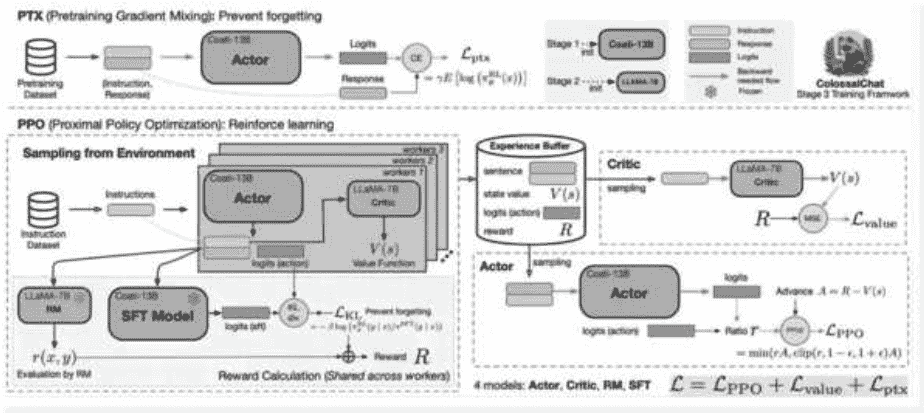 PTX (Pretraining Gradient Mixing): Prevent forgetting
Pretraining
Dataset
(Instruction,
Response)
Coati-13B
Actor
Logits
Response
CE
ℒptx
= γE [log (π
(s))]
Stage 1
init
Coati-13B
Stage 2
init
LLAMA-7B
Instruction
Response
Logits
Backward
needed flow
Frozen
ColossalChat
Stage 3 Training Framwork
PPO (Proximal Policy Optimization): Reinforce learning
Sampling from Environment
Instruction
Dataset
Instructions
workers 3
workers 2
workers 1
Coati-13B
Actor
logits (action)
LLaMA-7B
Critic
V(s)
Value Function
LLaMA-7B
RM
r(x, y)
Evaluation by RM
Coati-13B
SFT Model
logits (sft)
KL
ℒKL Prevent forgetting
Reward R
Reward Calculation (Shared across workers)
Experience Buffer
sentence
state value V(s)
logits (action)
reward R
sampling
Critic
LLaMA-7B
Critic
V(s)
R
MSE
ℒvalue
sampling
Actor
Coati-13B
Actor
logits
logits (action)
Ratio r
Advance A = R − V(s)
ℒPPO
= min(rA, clip(r, 1 − ϵ, 1 + ϵ)A)
4 models: Actor, Critic, RM, SFT
ℒ = ℒPPO + ℒvalue + ℒptx